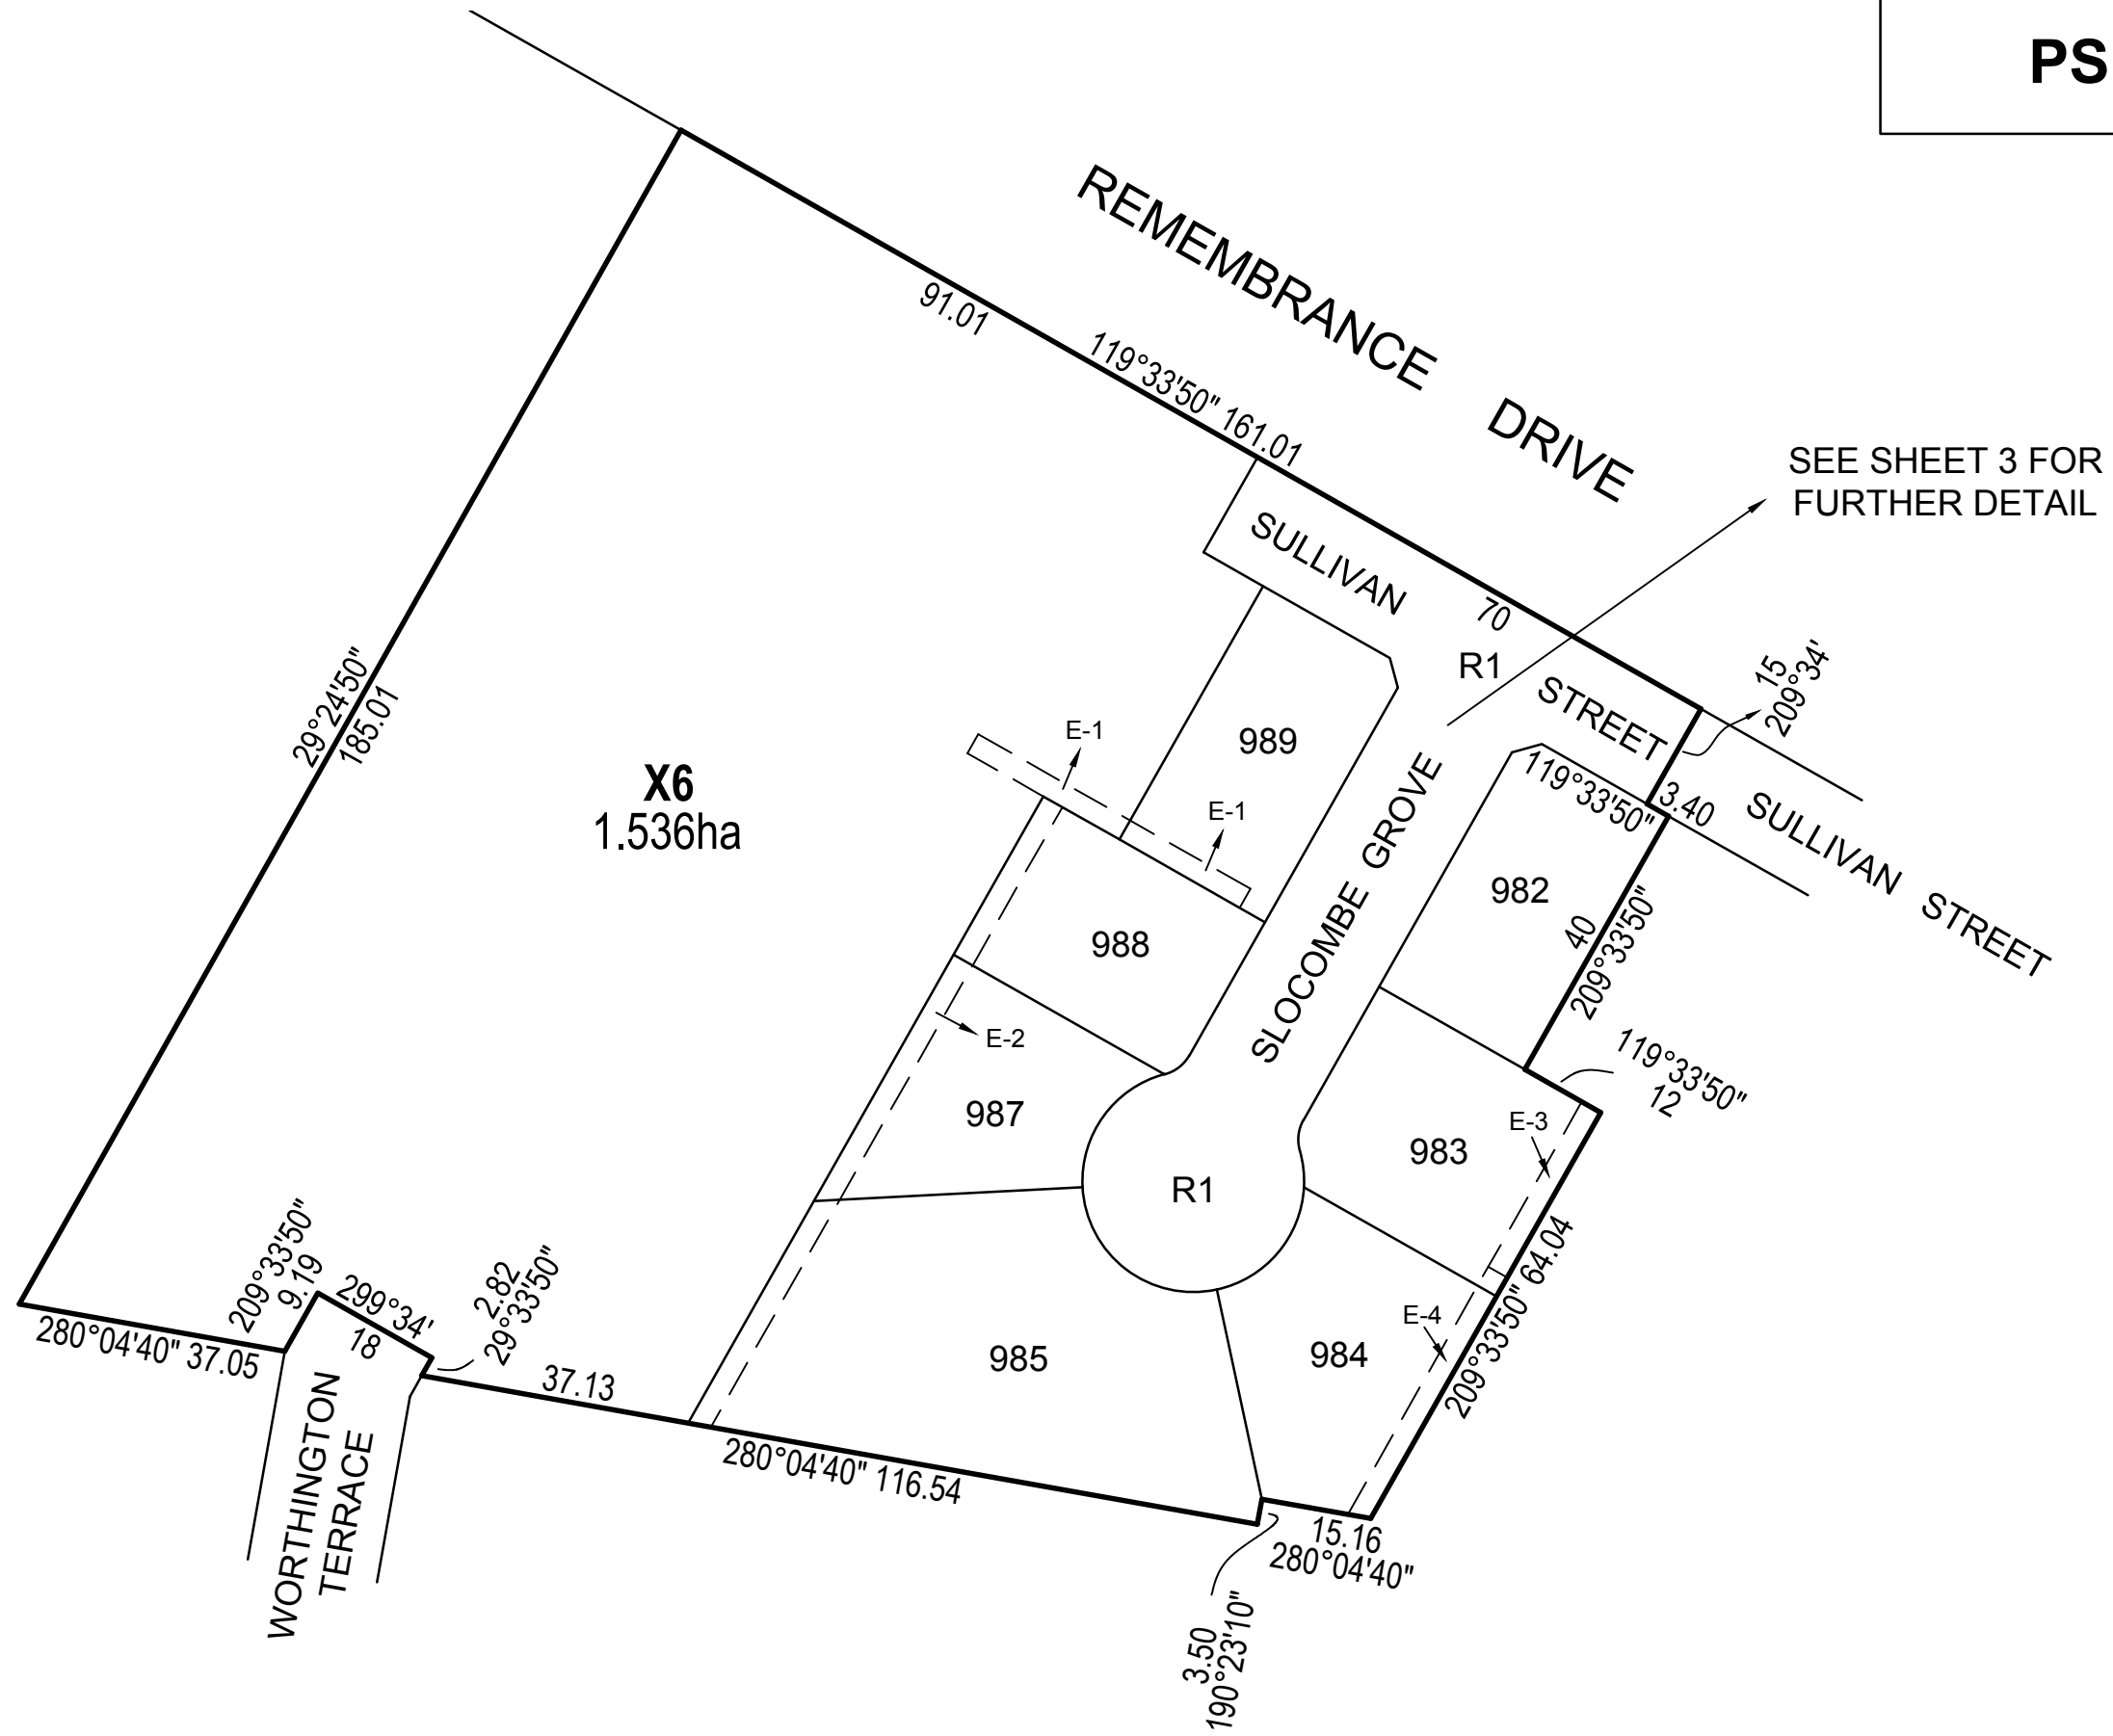 PS
REMEMBRANCE DRIVE
91.01
119°33'50" 161.01
SEE SHEET 3 FOR
FURTHER DETAIL
SULLIVAN
70
R1
STREET
15
209°34'
29°24'50"
185.01
X6
1.536ha
E-1
989
E-1
119°33'50"
3.40
SULLIVAN STREET
982
40
209°33'50"
SLOCOMBE GROVE
988
E-2
987
119°33'50"
12
E-3
983
R1
209°33'50"
9.19
299°34'
18
2.82
29°33'50"
280°04'40" 37.05
37.13
985
E-4
984
209°33'50" 64.04
WORTHINGTON
TERRACE
280°04'40" 116.54
15.16
280°04'40"
3.50
190°23'10"